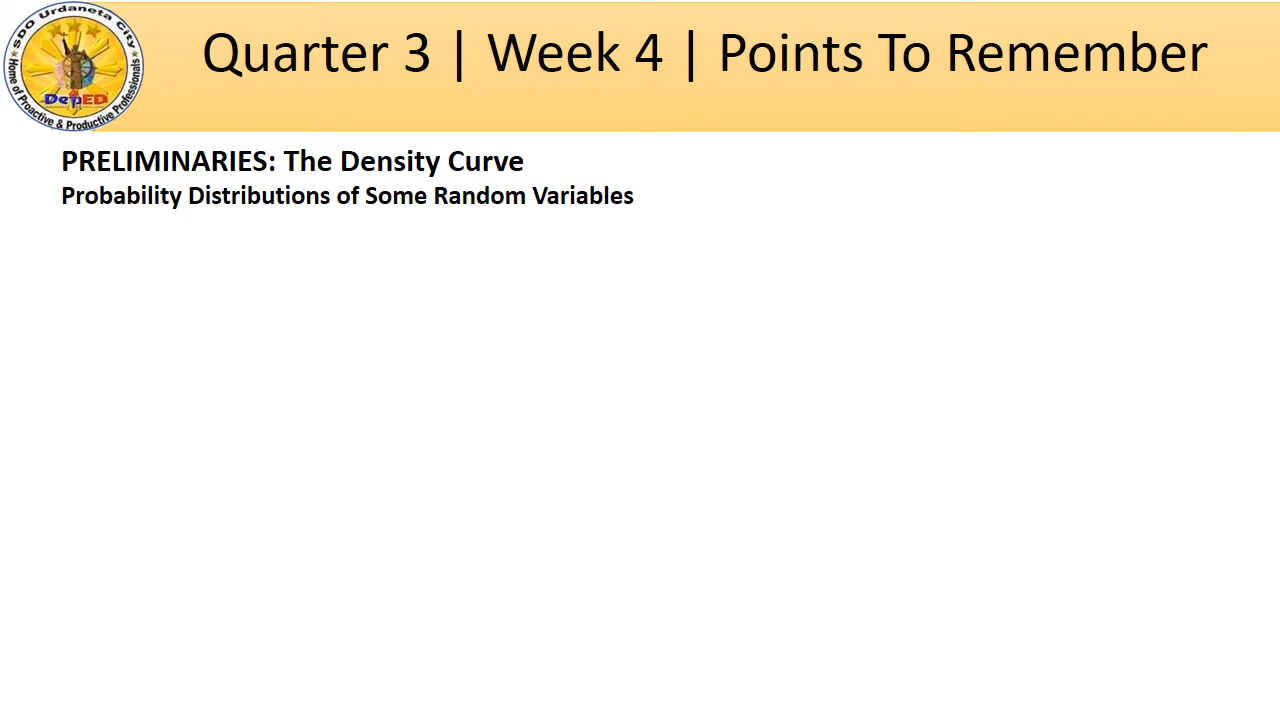 Quarter 3 | Week 4 | Points To Remember
SDO Urdaneta City
DepED
Home of Proactive & Productive Professionals
PRELIMINARIES: The Density Curve
Probability Distributions of Some Random Variables